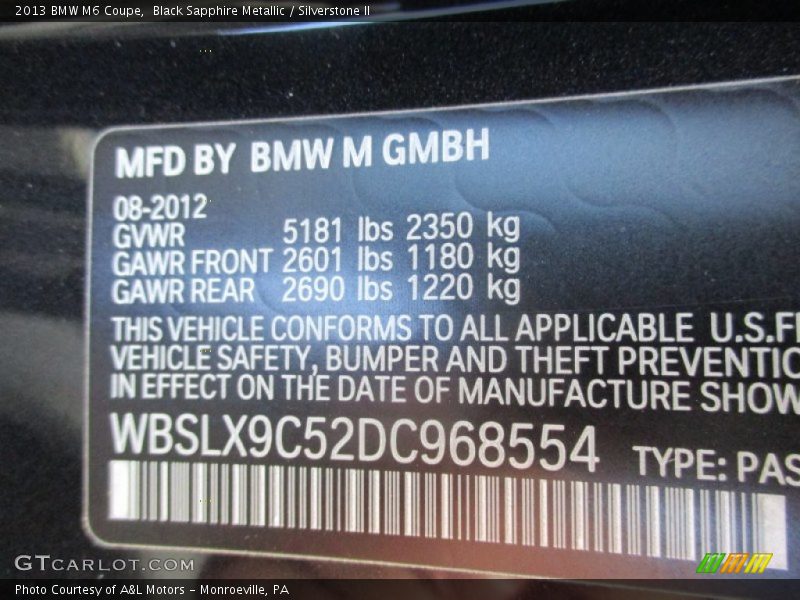 2013 BMW M6 Coupe,  Black Sapphire Metallic / Silverstone II
MFD BY BMW M GMBH
08-2012
GVWR 5181 lbs 2350 kg
GAWR FRONT 2601 lbs 1180 kg
GAWR REAR 2690 lbs 1220 kg
THIS VEHICLE CONFORMS TO ALL APPLICABLE U.S.F
VEHICLE SAFETY, BUMPER AND THEFT PREVENTIO
IN EFFECT ON THE DATE OF MANUFACTURE SHOW
WBSLX9C52DC968554 TYPE: PAS
GTCARLOT.COM
Photo Courtesy of A&L Motors - Monroeville, PA